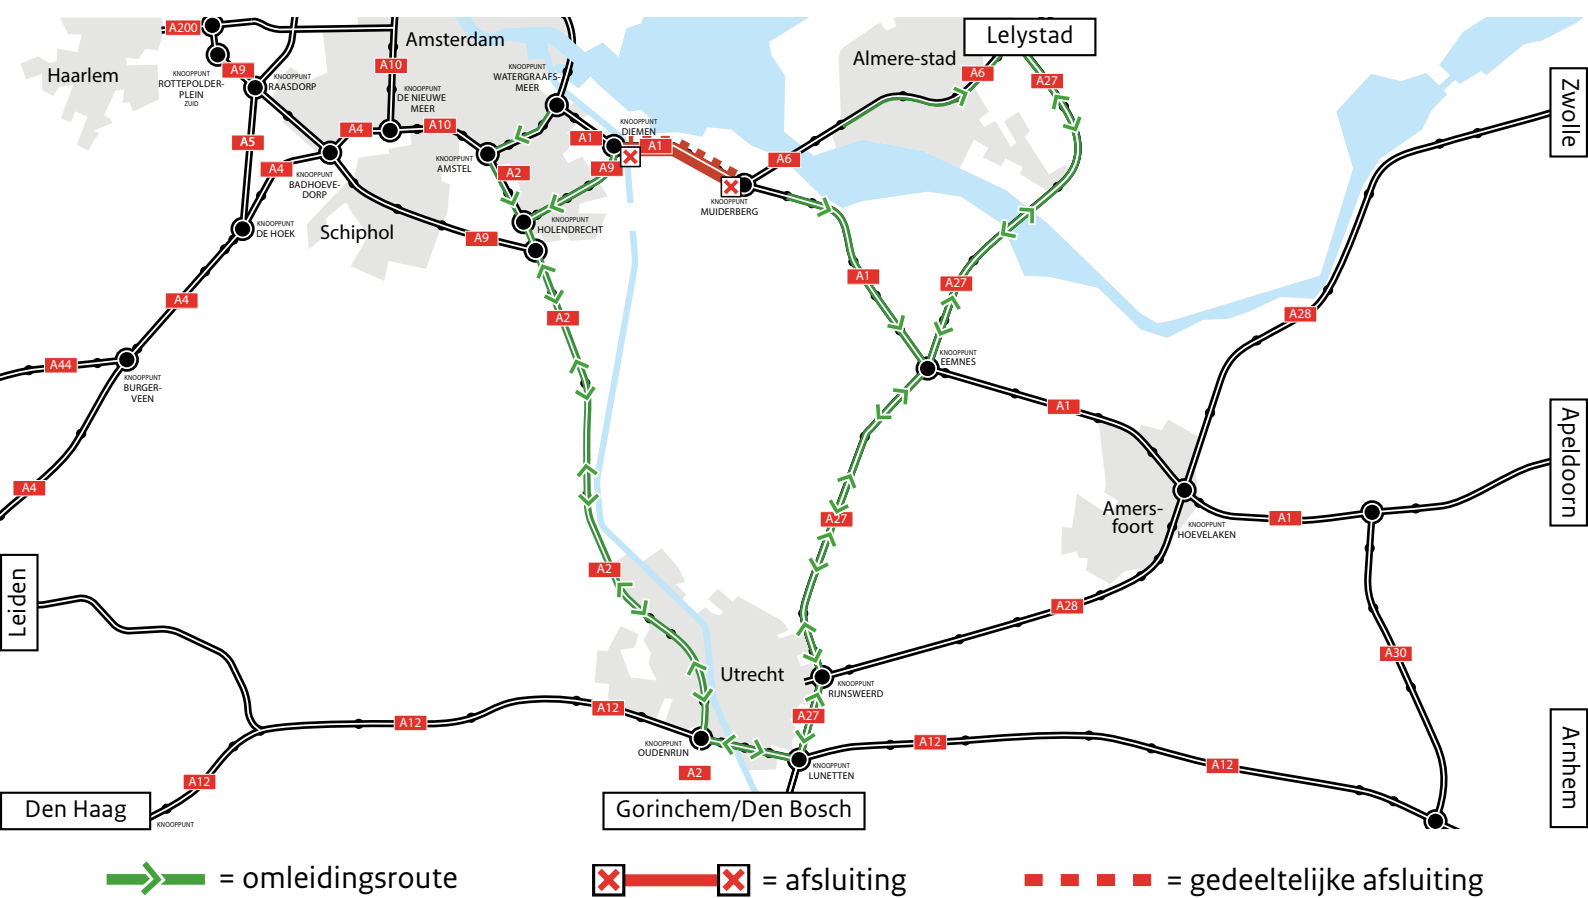 A200
Amsterdam
Lelystad
Haarlem
A9
KNOOPPUNT
ROTTEPOLDER-
PLEIN
ZUID
KNOOPPUNT
RAASDORP
A10
KNOOPPUNT
DE NIEUWE
MEER
KNOOPPUNT
WATERGRAAFS-
MEER
Almere-stad
A6
A27
Zwolle
A5
A4
A10
A4
KNOOPPUNT
BADHOEVE-
DORP
KNOOPPUNT
AMSTEL
A2
A1
KNOOPPUNT
DIEMEN
A1
A9
A6
KNOOPPUNT
MUIDERBERG
KNOOPPUNT
DE HOEK
Schiphol
A9
KNOOPPUNT
HOLENDRECHT
A4
A2
A1
A27
A28
A44
KNOOPPUNT
BURGER-
VEEN
KNOOPPUNT
EEMNES
A1
Apeldoorn
A4
A27
Amers-
foort
KNOOPPUNT
HOEVELAKEN
A1
A2
Leiden
A28
A30
Utrecht
KNOOPPUNT
RIJNSWEERD
A12
A12
A27
KNOOPPUNT
OUDENRIJN
A2
KNOOPPUNT
LUNETTEN
A12
A12
Arnhem
A12
Den Haag
KNOOPPUNT
Gorinchem/Den Bosch
= omleidingsroute
= afsluiting
= gedeeltelijke afsluiting